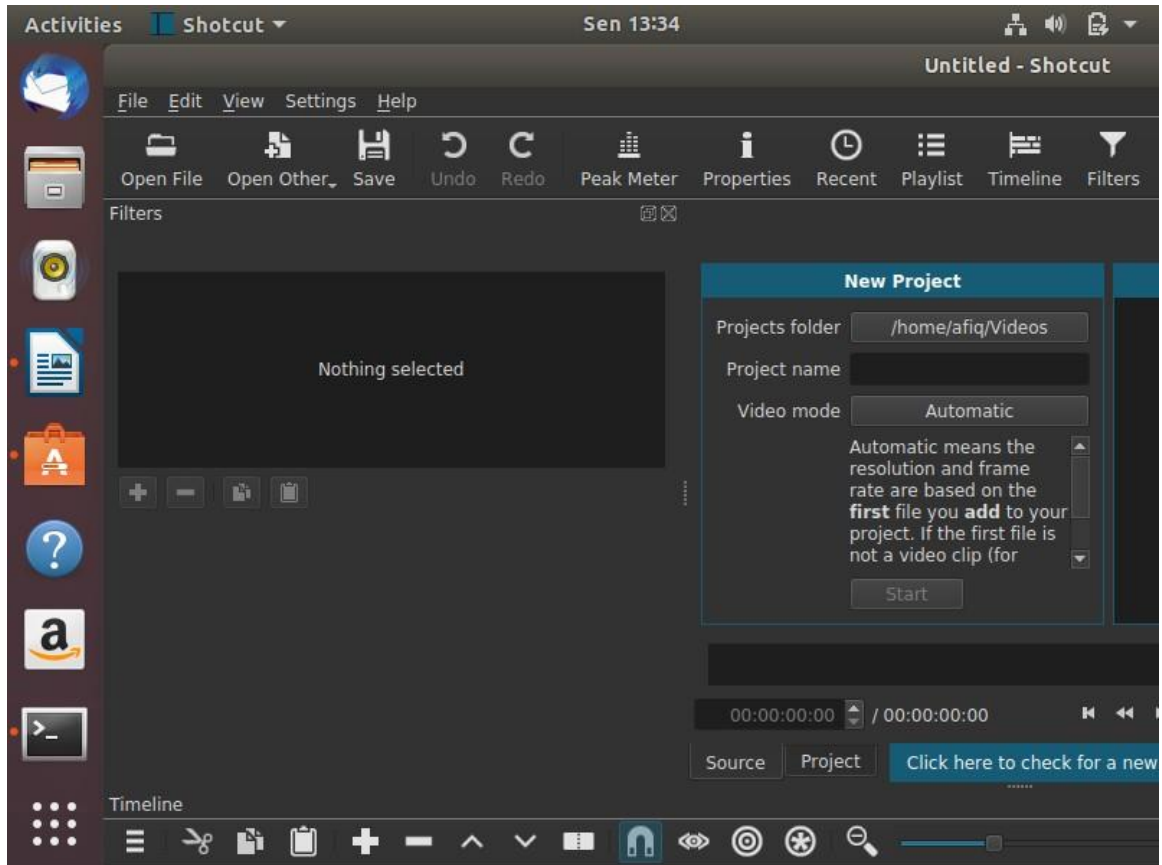 Activities Shotcut Sen 13:34
Untitled - Shotcut
File Edit View Settings Help
Open File Open Other Save Undo Redo Peak Meter Properties Recent Playlist Timeline Filters
Filters
New Project
Projects folder /home/afiq/Videos
Nothing selected
Project name
Video mode Automatic
Automatic means the
resolution and frame
rate are based on the
first file you add to your
project. If the first file is
not a video clip (for
Start
00:00:00:00 / 00:00:00:00
Source Project Click here to check for a new
Timeline